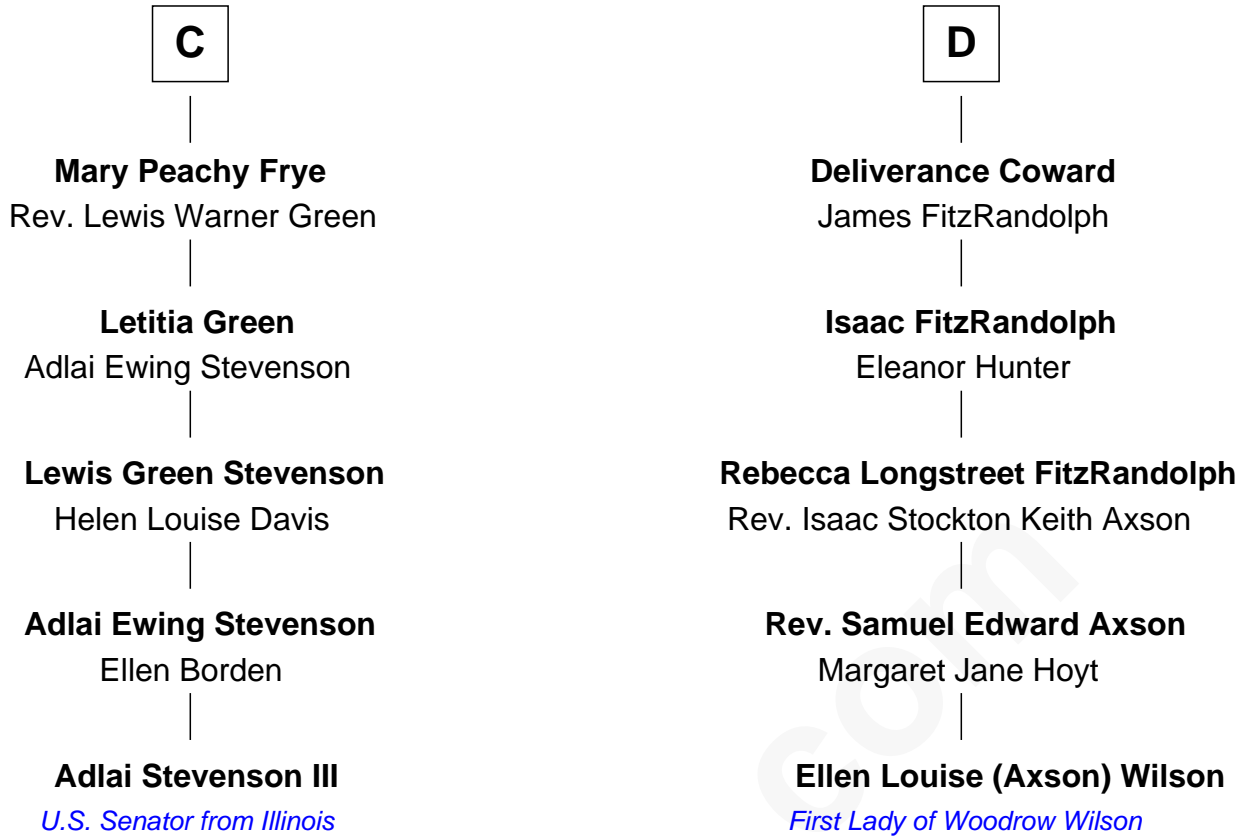 C
Mary Peachy Frye
Rev. Lewis Warner Green
Letitia Green
Adlai Ewing Stevenson
Lewis Green Stevenson
Helen Louise Davis
Adlai Ewing Stevenson
Ellen Borden
Adlai Stevenson III
U.S. Senator from Illinois
D
Deliverance Coward
James FitzRandolph
Isaac FitzRandolph
Eleanor Hunter
Rebecca Longstreet FitzRandolph
Rev. Isaac Stockton Keith Axson
Rev. Samuel Edward Axson
Margaret Jane Hoyt
Ellen Louise (Axson) Wilson
First Lady of Woodrow Wilson
com